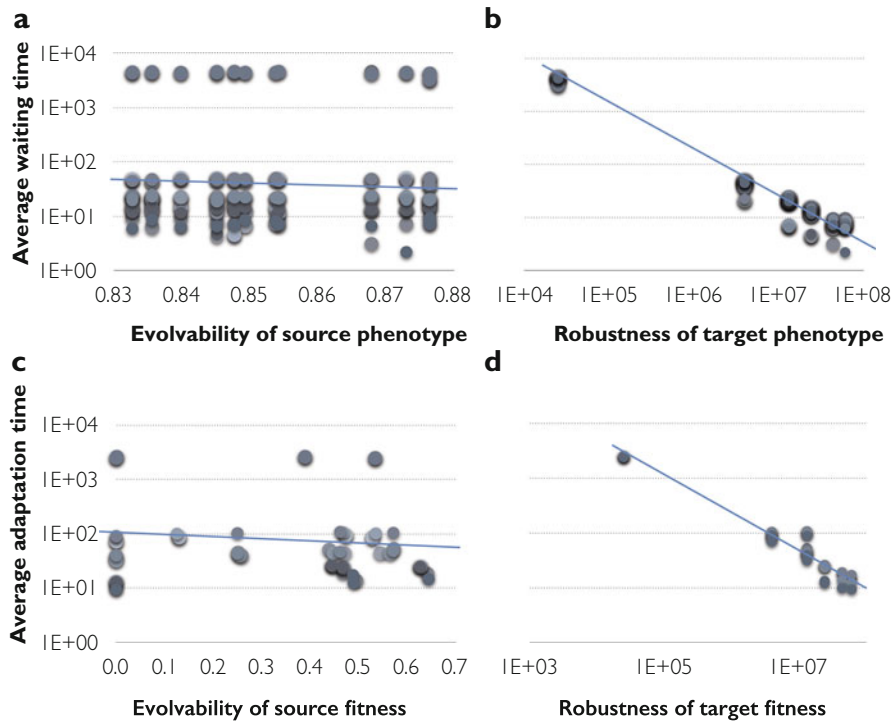 a
b
Average waiting time
1E+04
1E+03
1E+02
1E+01
1E+00
0.83 0.84 0.85 0.86 0.87 0.88
1E+04 1E+05 1E+06 1E+07 1E+08
Evolvability of source phenotype
Robustness of target phenotype
c
d
Average adaptation time
1E+04
1E+03
1E+02
1E+01
1E+00
0.0 0.1 0.2 0.3 0.4 0.5 0.6 0.7
1E+03 1E+05 1E+07
Evolvability of source fitness
Robustness of target fitness